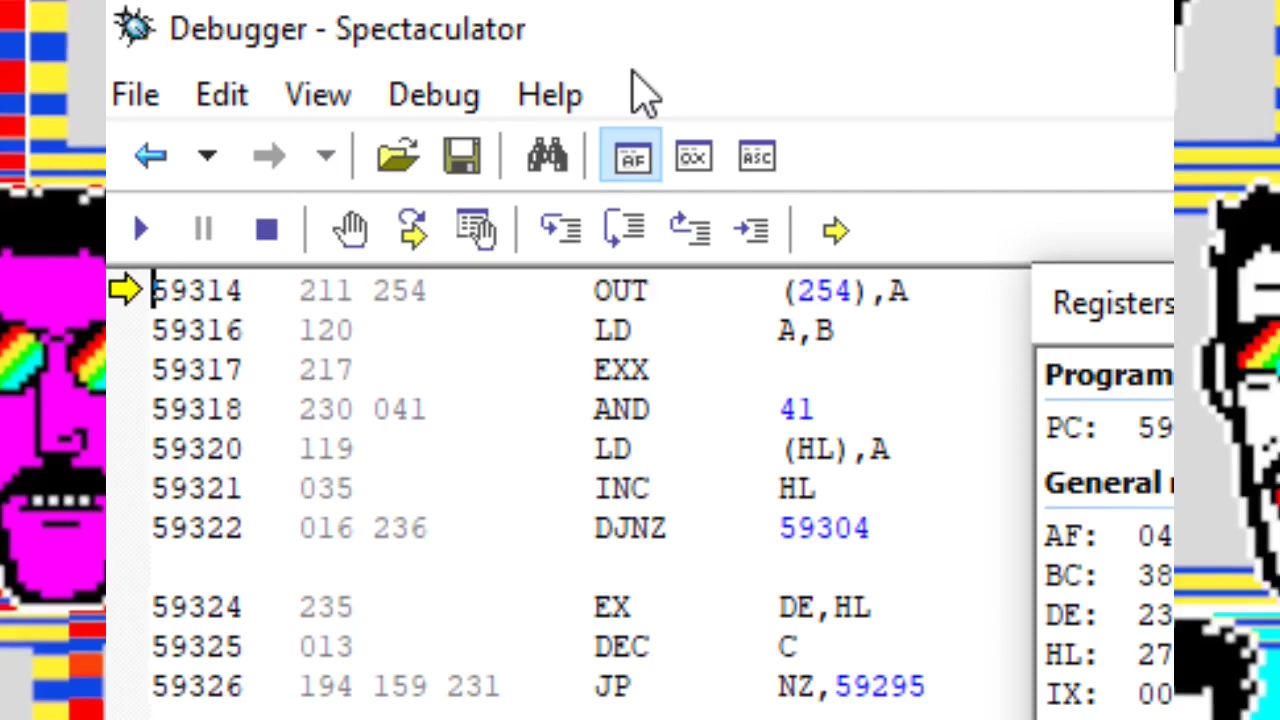 Debugger - Spectaculator
File Edit View Debug Help
AF OX ASC
59314 211 254 OUT (254),A
59316 120 LD A,B
59317 217 EXX
59318 230 041 AND 41
59320 119 LD (HL),A
59321 035 INC HL
59322 016 236 DJNZ 59304
59324 235 EX DE,HL
59325 013 DEC C
59326 194 159 231 JP NZ,59295
Registers
Program
PC: 59
General
AF: 04
BC: 38
DE: 23
HL: 27
IX: 00